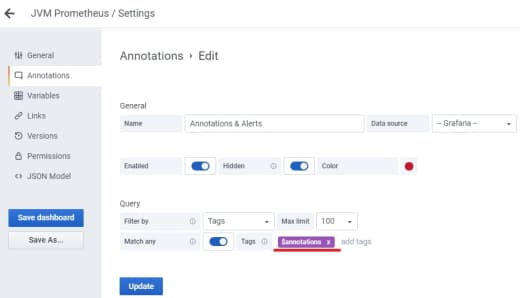 JVM Prometheus / Settings
General
Annotations
Variables
Links
Versions
Permissions
JSON Model
Save dashboard
Save As...
Annotations › Edit
General
Name Annotations & Alerts Data source -- Grafana --
Enabled Hidden Color
Query
Filter by Tags Max limit 100
Match any Tags $annotations x add tags
Update